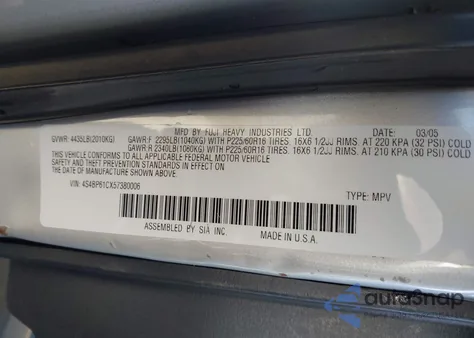 MFD. BY FUJI HEAVY INDUSTRIES LTD. DATE: 03/05
GVWR: 4435LB(2010KG) GAWR:F 2295LB(1040KG) WITH P225/60R16 TIRES. 16X6 1/2JJ RIMS. AT 220 KPA (32 PSI) COLD
GAWR:R 2340LB(1060KG) WITH P225/60R16 TIRES. 16X6 1/2JJ RIMS. AT 210 KPA (30 PSI) COLD
THIS VEHICLE CONFORMS TO ALL APPLICABLE FEDERAL MOTOR VEHICLE
SAFETY AND THEFT PREVENTION STANDARDS IN EFFECT ON THE
DATE OF MANUFACTURE SHOWN ABOVE.
VIN: 4S4BP61CX57380006 TYPE: MPV
ASSEMBLED BY SIA INC. MADE IN U.S.A.
autosnap